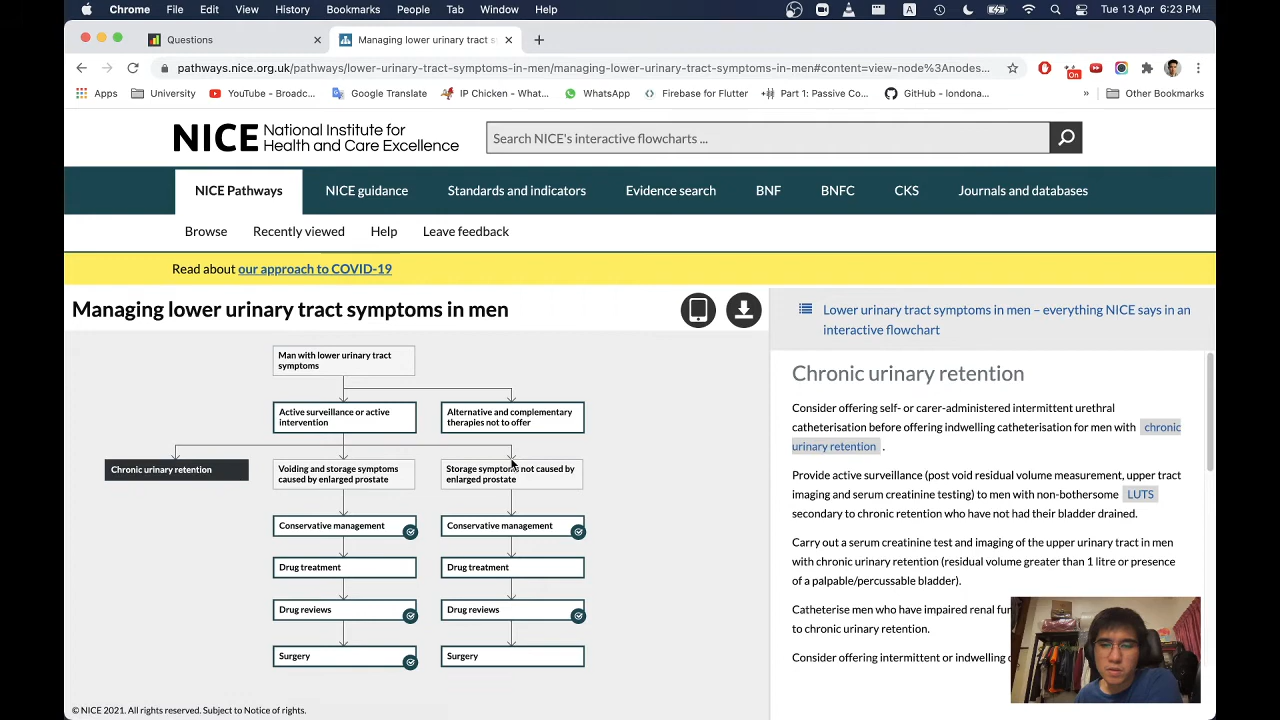 Chrome File Edit View History Bookmarks People Tab Window Help A Tue 13 Apr 6:23 PM
Questions
Managing lower urinary tract s
pathways.nice.org.uk/pathways/lower-urinary-tract-symptoms-in-men/managing-lower-urinary-tract-symptoms-in-men#content=view-node%3Anodes...
On
Apps University YouTube - Broadc... Google Translate IP Chicken - What... WhatsApp Firebase for Flutter Part 1: Passive Co... GitHub - londona... » Other Bookmarks
NICE National Institute for
Health and Care Excellence
Search NICE's interactive flowcharts ...
NICE Pathways NICE guidance Standards and indicators Evidence search BNF BNFC CKS Journals and databases
Browse Recently viewed Help Leave feedback
Read about our approach to COVID-19
Managing lower urinary tract symptoms in men
Man with lower urinary tract
symptoms
Active surveillance or active
intervention
Alternative and complementary
therapies not to offer
Chronic urinary retention
Voiding and storage symptoms
caused by enlarged prostate
Storage symptoms not caused by
enlarged prostate
Conservative management
Conservative management
Drug treatment
Drug treatment
Drug reviews
Drug reviews
Surgery
Surgery
© NICE 2021. All rights reserved. Subject to Notice of rights.
Lower urinary tract symptoms in men – everything NICE says in an
interactive flowchart
Chronic urinary retention
Consider offering self- or carer-administered intermittent urethral
catheterisation before offering indwelling catheterisation for men with chronic
urinary retention .
Provide active surveillance (post void residual volume measurement, upper tract
imaging and serum creatinine testing) to men with non-bothersome LUTS
secondary to chronic retention who have not had their bladder drained.
Carry out a serum creatinine test and imaging of the upper urinary tract in men
with chronic urinary retention (residual volume greater than 1 litre or presence
of a palpable/percussable bladder).
Catheterise men who have impaired renal
to chronic urinary retention.
Consider offering intermittent or indwelling